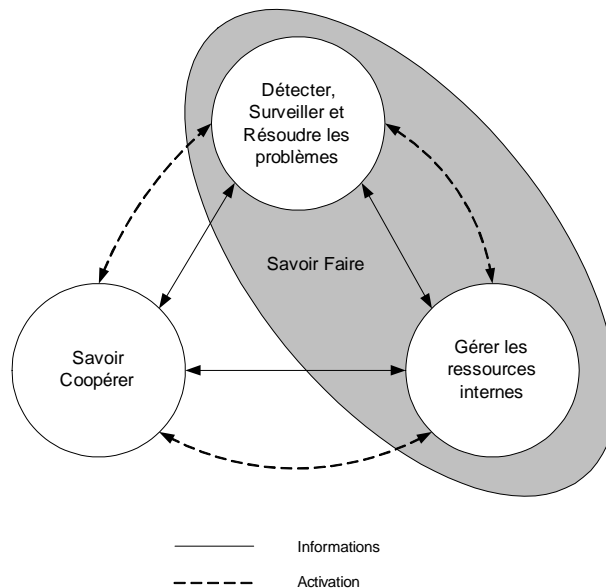 Détecter,
Surveiller et
Résoudre les
problèmes
Savoir Faire
Savoir
Coopérer
Gérer les
ressources
internes
Informations
Activation